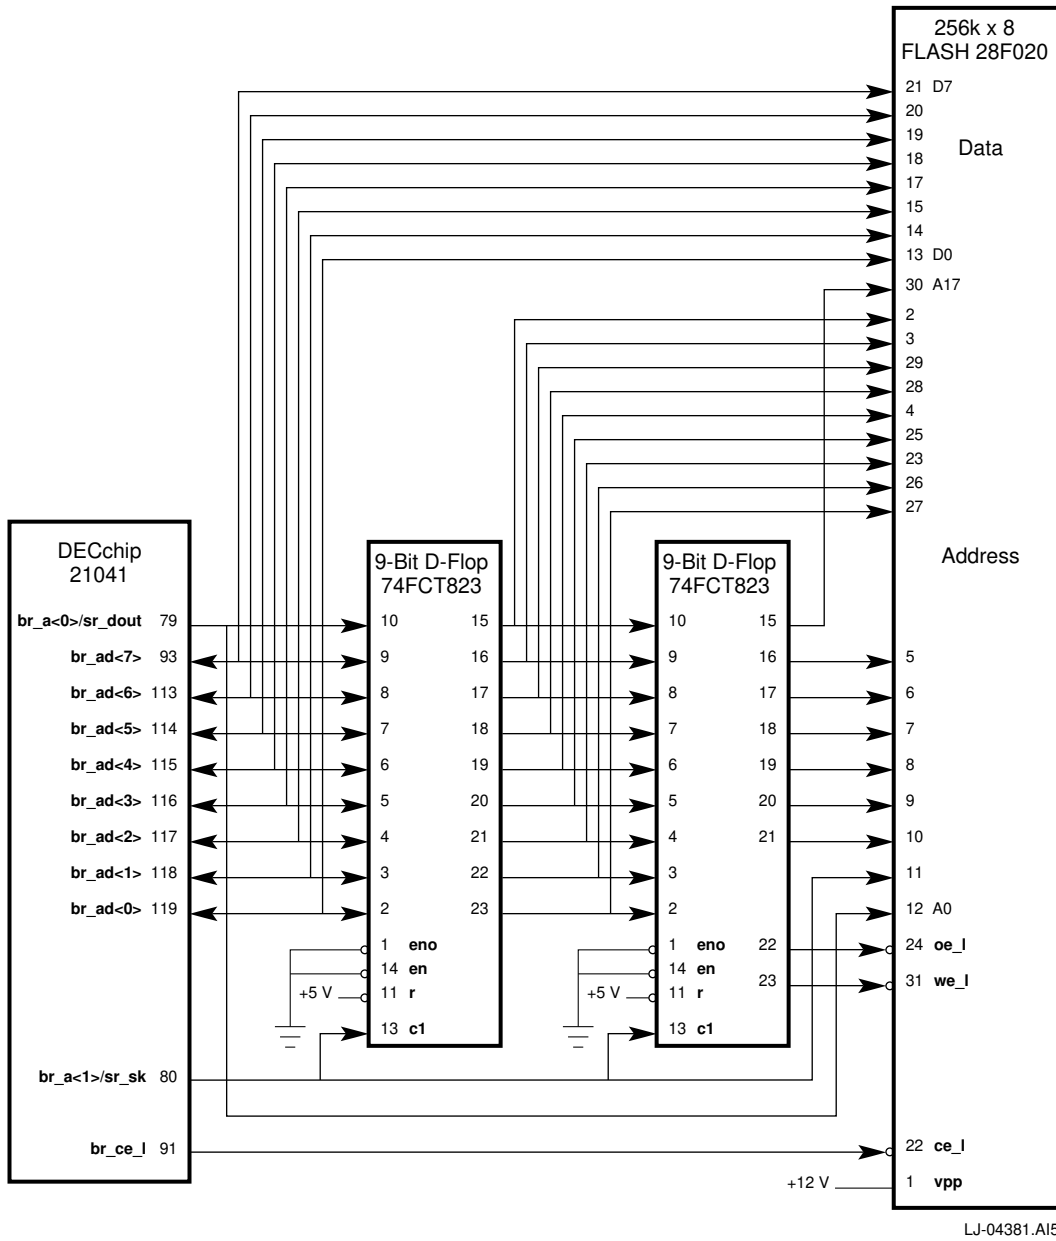 256k x 8
FLASH 28F020
21 D7
20
19
Data
18
17
15
14
13 D0
30 A17
2
3
29
28
4
25
23
26
27
Address
DECchip
21041
9-Bit D-Flop
74FCT823
9-Bit D-Flop
74FCT823
br_a<0>/sr_dout 79 10 15 10 15
br_ad<7> 93 9 16 9 16 5
br_ad<6> 113 8 17 8 17 6
br_ad<5> 114 7 18 7 18 7
br_ad<4> 115 6 19 6 19 8
br_ad<3> 116 5 20 5 20 9
br_ad<2> 117 4 21 4 21 10
br_ad<1> 118 3 22 3 11
br_ad<0> 119 2 23 2 12 A0
1 eno 1 eno 22 24 oe_l
14 en 14 en
+5 V 11 r +5 V 11 r 23 31 we_l
13 c1 13 c1
br_a<1>/sr_sk 80
br_ce_l 91 22 ce_l
+12 V 1 vpp
LJ-04381.AI5